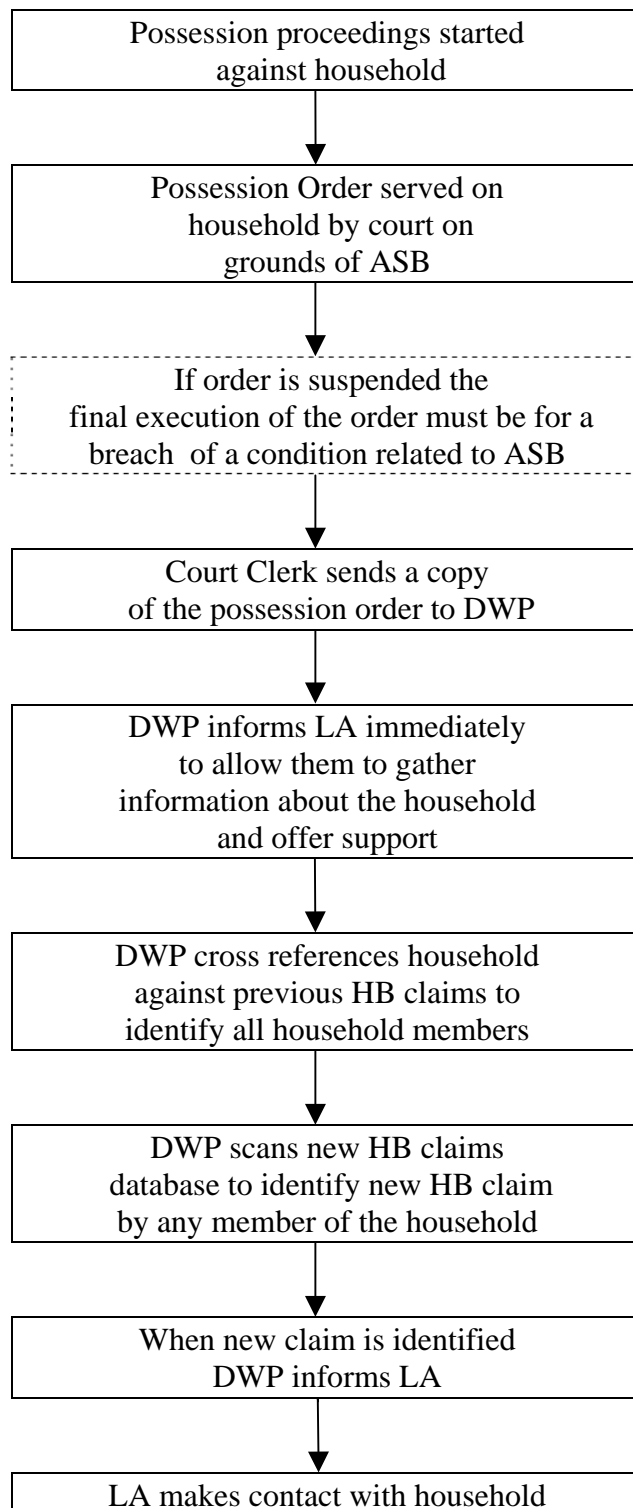 Possession proceedings started
against household
Possession Order served on
household by court on
grounds of ASB
If order is suspended the
final execution of the order must be for a
breach of a condition related to ASB
Court Clerk sends a copy
of the possession order to DWP
DWP informs LA immediately
to allow them to gather
information about the household
and offer support
DWP cross references household
against previous HB claims to
identify all household members
DWP scans new HB claims
database to identify new HB claim
by any member of the household
When new claim is identified
DWP informs LA
LA makes contact with household